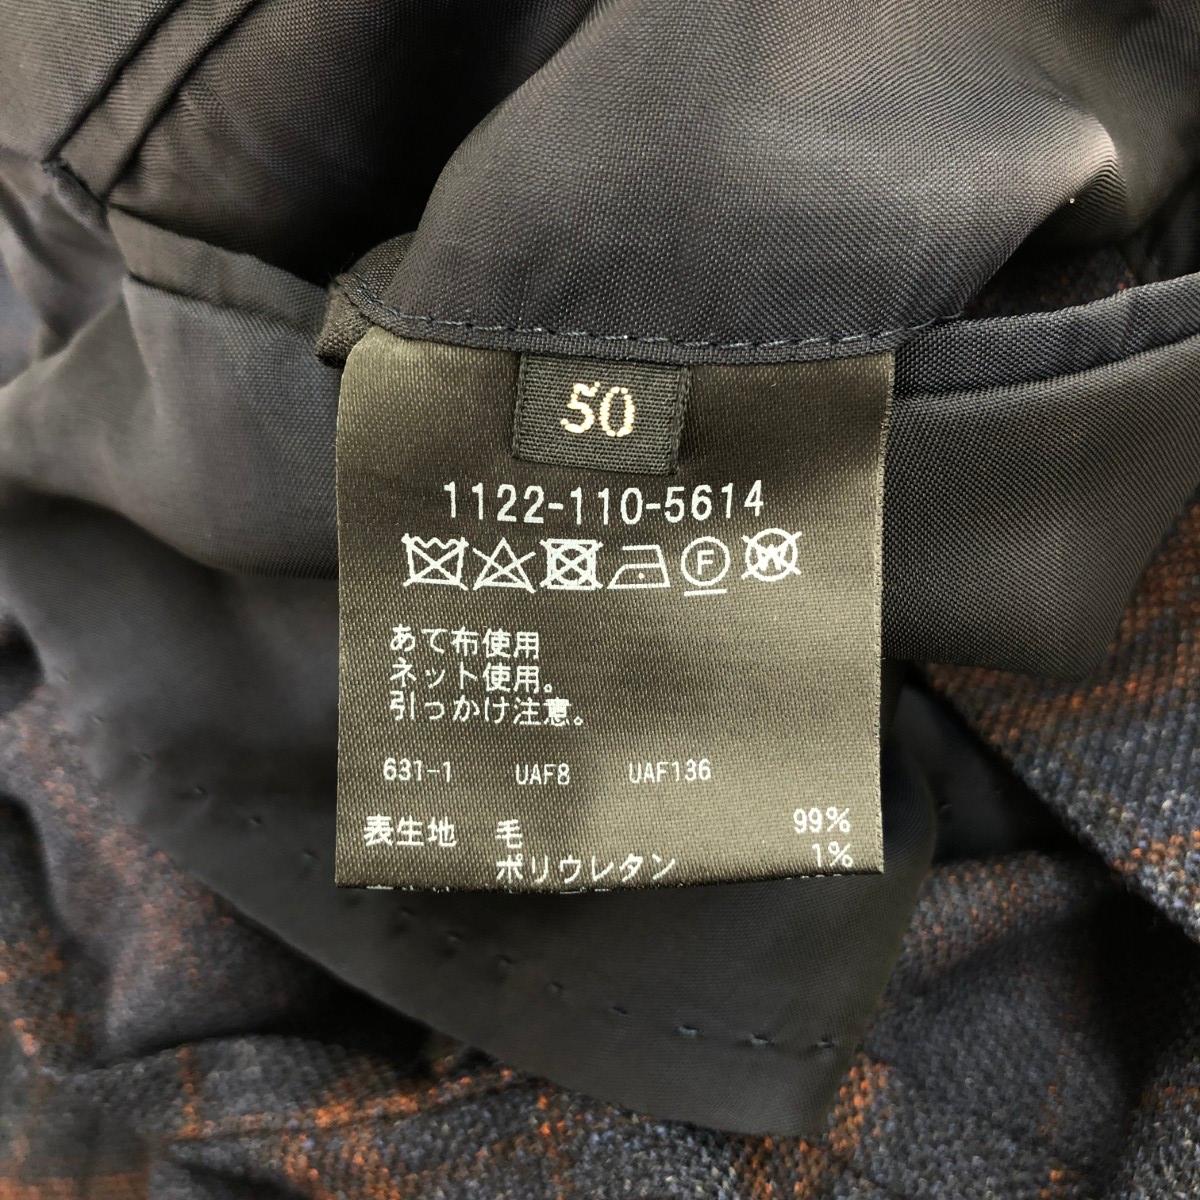 50
1122-110-5614
F W
あて布使用
ネット使用。
引っかけ注意。
631-1 UAF8 UAF136
表生地 毛 99%
ポリウレタン 1%